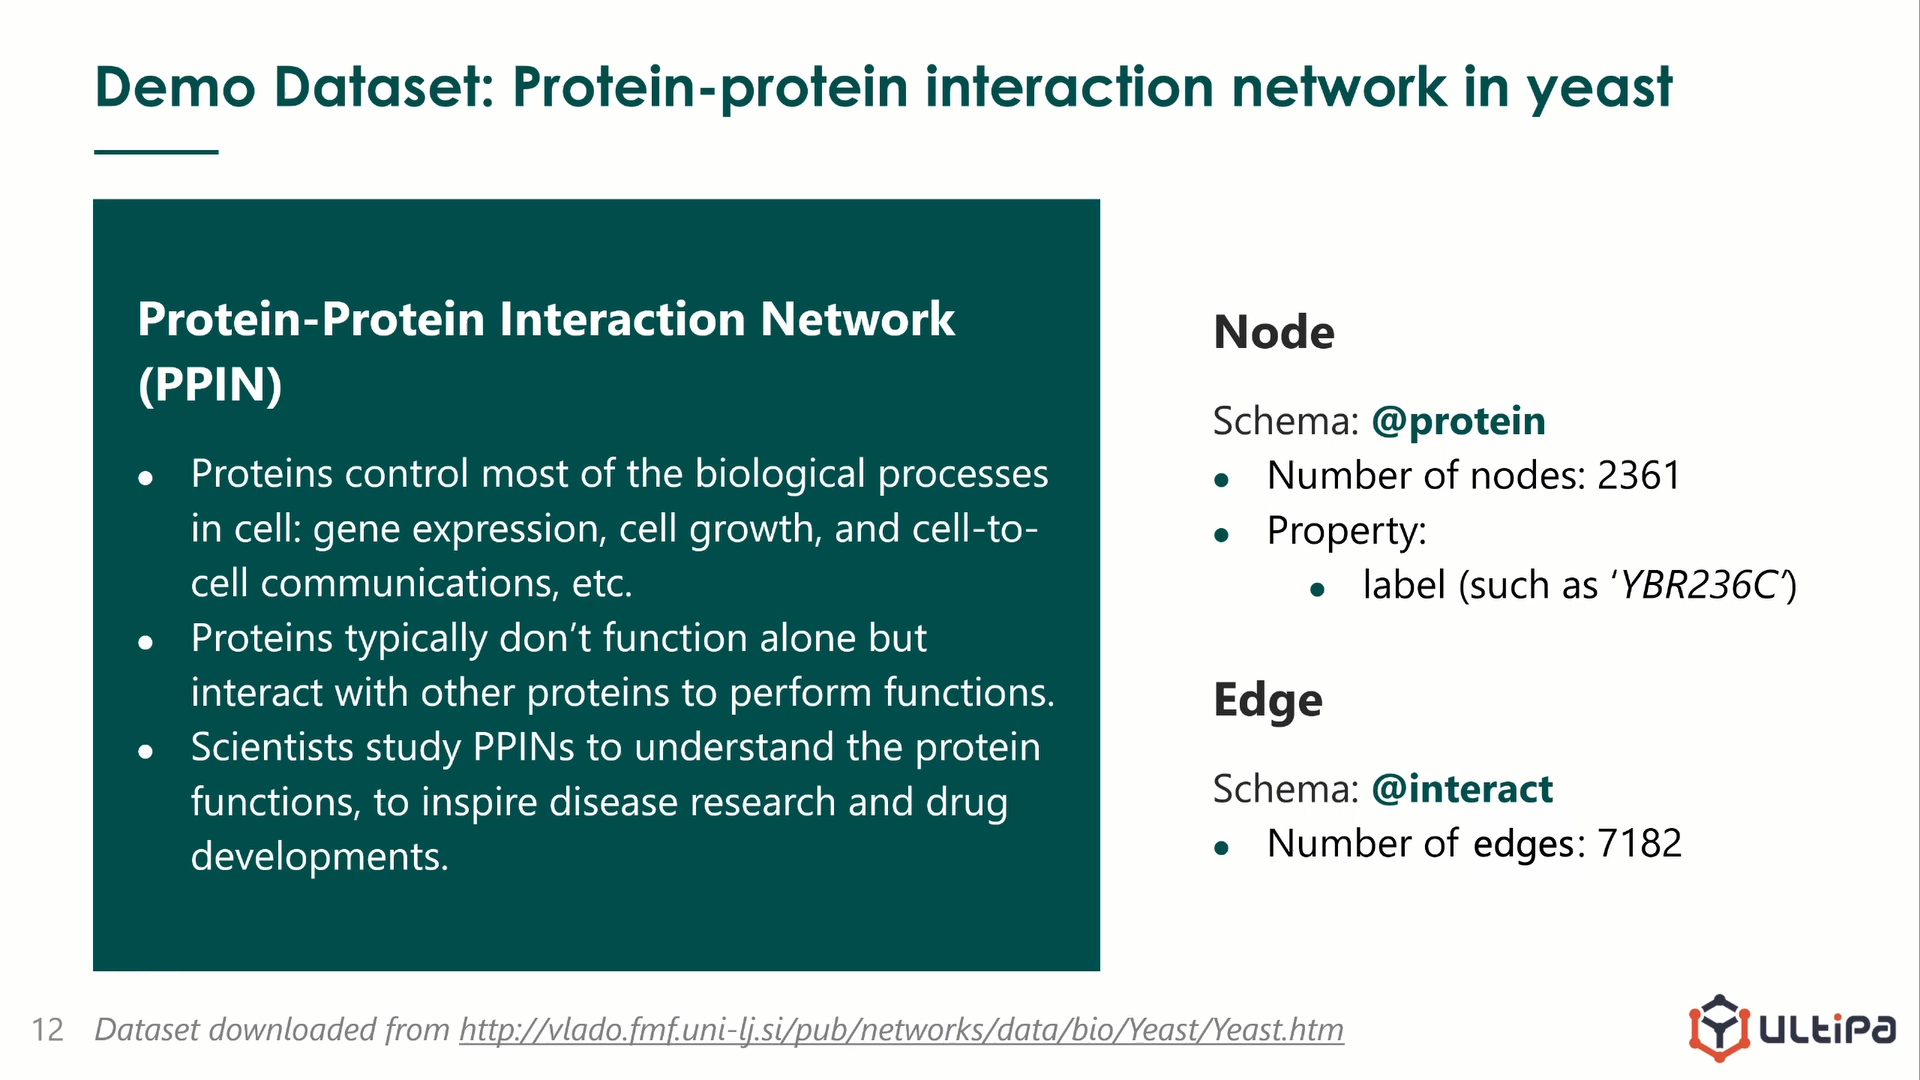 Demo Dataset: Protein-protein interaction network in yeast
Protein-Protein Interaction Network
(PPIN)
● Proteins control most of the biological processes
in cell: gene expression, cell growth, and cell-to-
cell communications, etc.
● Proteins typically don’t function alone but
interact with other proteins to perform functions.
● Scientists study PPINs to understand the protein
functions, to inspire disease research and drug
developments.
Node
Schema: @protein
● Number of nodes: 2361
● Property:
● label (such as ‘YBR236C’)
Edge
Schema: @interact
● Number of edges: 7182
12 Dataset downloaded from http://vlado.fmf.uni-lj.si/pub/networks/data/bio/Yeast/Yeast.htm
ULtiPa